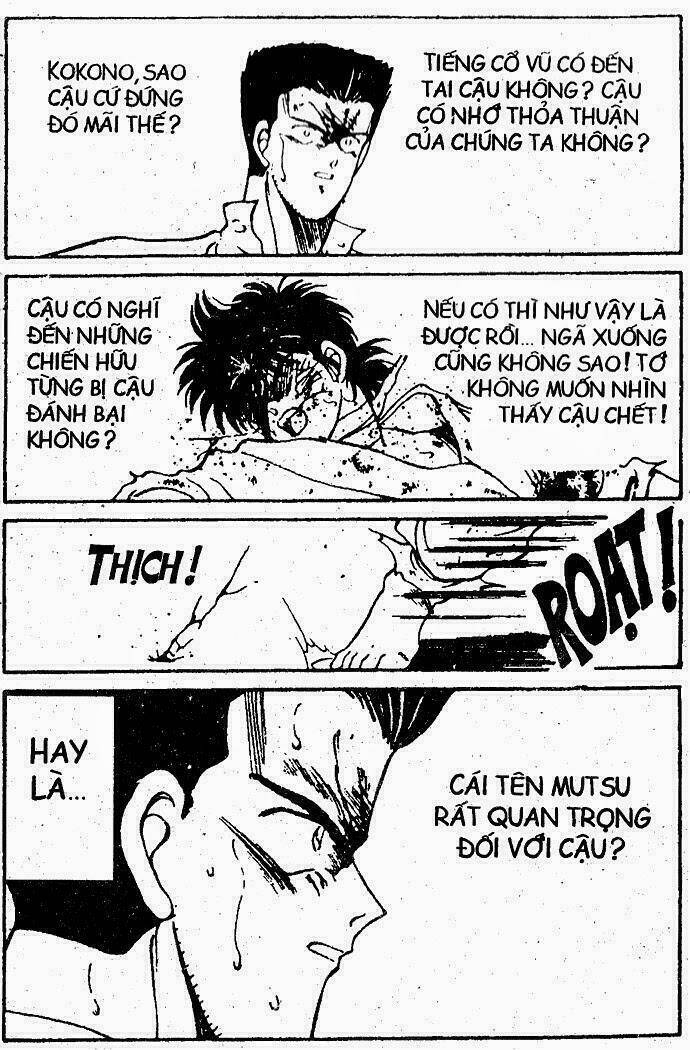 KOKONO, SAO
CẬU CỨ ĐỨNG
ĐÓ MÃI THẾ?
TIẾNG CỔ VŨ CÓ ĐẾN
TAI CẬU KHÔNG? CẬU
CÓ NHỚ THỎA THUẬN
CỦA CHÚNG TA KHÔNG?
CẬU CÓ NGHĨ
ĐẾN NHỮNG
CHIẾN HỮU
TỪNG BỊ CẬU
ĐÁNH BẠI
KHÔNG?
NẾU CÓ THÌ NHƯ VẬY LÀ
ĐƯỢC RỒI... NGÃ XUỐNG
CŨNG KHÔNG SAO! TỚ
KHÔNG MUỐN NHÌN
THẤY CẬU CHẾT!
THỊCH!
ROẠT!
HAY
LÀ...
CÁI TÊN MUTSU
RẤT QUAN TRỌNG
ĐỐI VỚI CẬU?